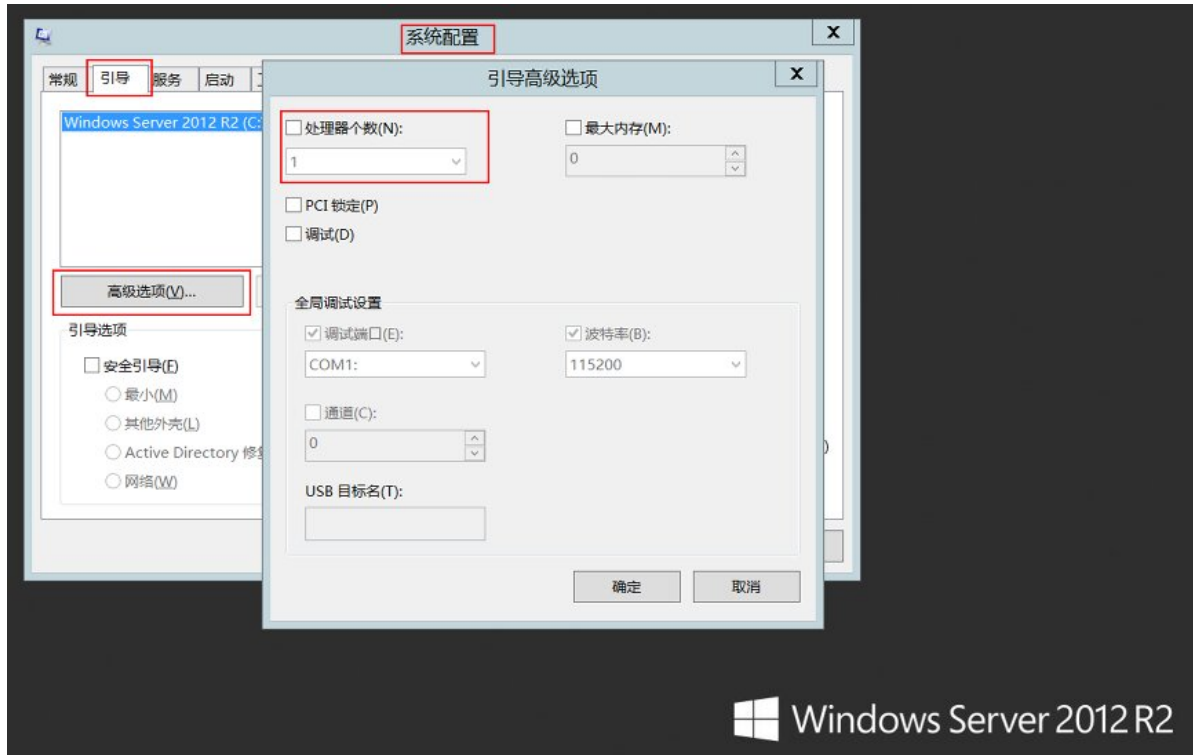 系统配置
X
常规 引导 服务 启动
引导高级选项
X
Windows Server 2012 R2 (C:
处理器个数(N):
1
最大内存(M):
0
PCI 锁定(P)
调试(D)
高级选项(V)...
全局调试设置
引导选项
调试端口(E):
COM1:
波特率(B):
115200
安全引导(F)
最小(M)
其他外壳(L)
Active Directory
网络(W)
通道(C):
0
USB 目标名(T):
)
确定
取消
Windows Server 2012 R2